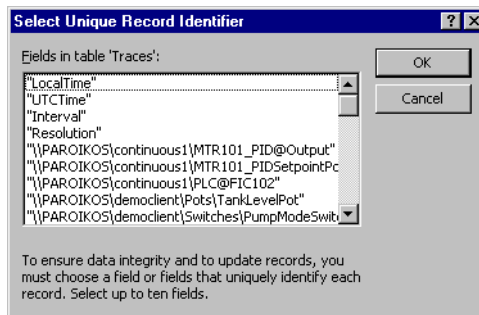 Select Unique Record Identifier
Fields in table 'Traces':
OK
Cancel
"LocalTime"
"UTCTime"
"Interval"
"Resolution"
"\\PAROIKOS\continuous1\MTR101_PID@Output"
"\\PAROIKOS\continuous1\MTR101_PIDSetpointPo
"\\PAROIKOS\continuous1\PLC@FIC102"
"\\PAROIKOS\democlient\Pots\TankLevelPot"
"\\PAROIKOS\democlient\Switches\PumpModeSwit
To ensure data integrity and to update records, you
must choose a field or fields that uniquely identify each
record. Select up to ten fields.